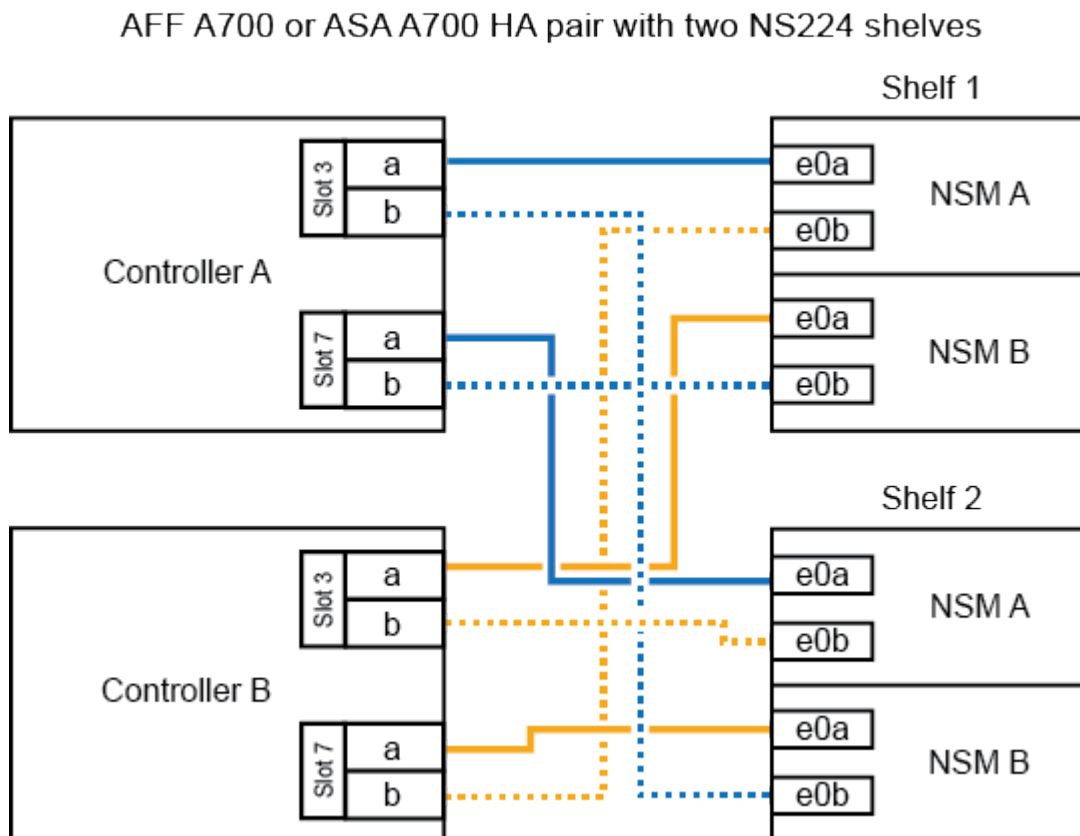 AFF A700 or ASA A700 HA pair with two NS224 shelves
Shelf 1
Controller A
Slot 3
a
b
Slot 7
a
b
e0a
e0b
NSM A
e0a
e0b
NSM B
Shelf 2
Controller B
Slot 3
a
b
Slot 7
a
b
e0a
e0b
NSM A
e0a
e0b
NSM B